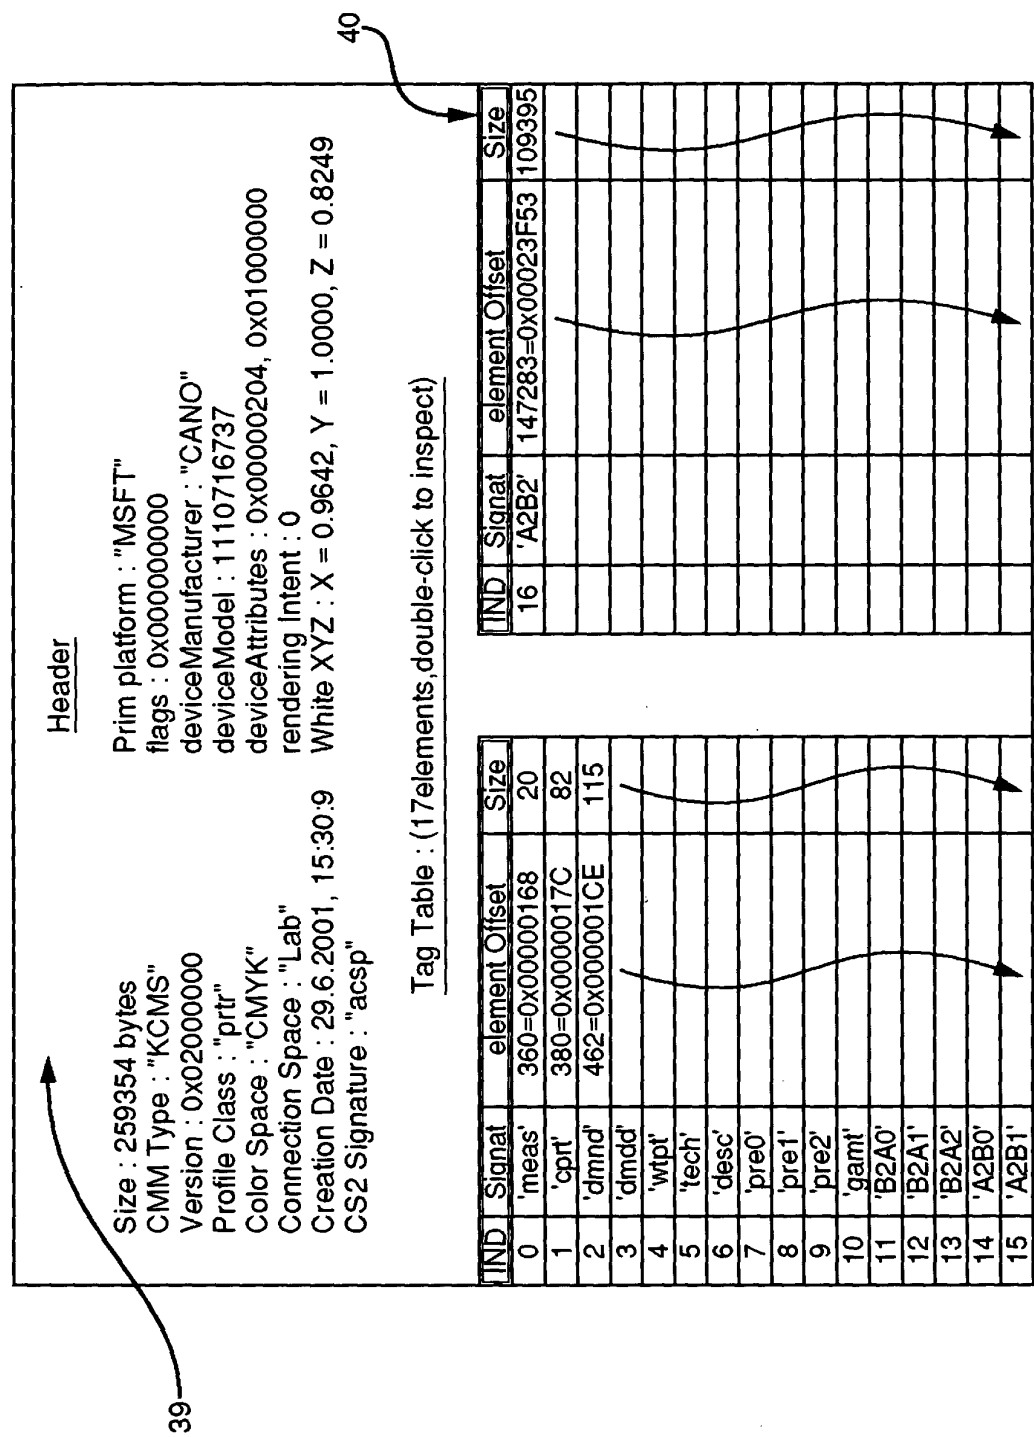 39
40
Header
Size : 259354 bytes
CMM Type : "KCMS"
Version : 0x02000000
Profile Class : "prtr"
Color Space : "CMYK"
Connection Space : "Lab"
Creation Date : 29.6.2001, 15:30:9
CS2 Signature : "acsp"
Prim platform : "MSFT"
flags : 0x00000000
deviceManufacturer : "CANO"
deviceModel : 1110716737
deviceAttributes : 0x00000204, 0x01000000
rendering Intent : 0
White XYZ : X = 0.9642, Y = 1.0000, Z = 0.8249
Tag Table : (17elements,double-click to inspect)
IND Signat element Offset Size
0 'meas' 360=0x00000168 20
1 'cprt' 380=0x0000017C 82
2 'dmnd' 462=0x000001CE 115
3 'dmdd'
4 'wtpt'
5 'tech'
6 'desc'
7 'pre0'
8 'pre1'
9 'pre2'
10 'gamt'
11 'B2A0'
12 'B2A1'
13 'B2A2'
14 'A2B0'
15 'A2B1'
IND Signat element Offset Size
16 'A2B2' 147283=0x00023F53 109395